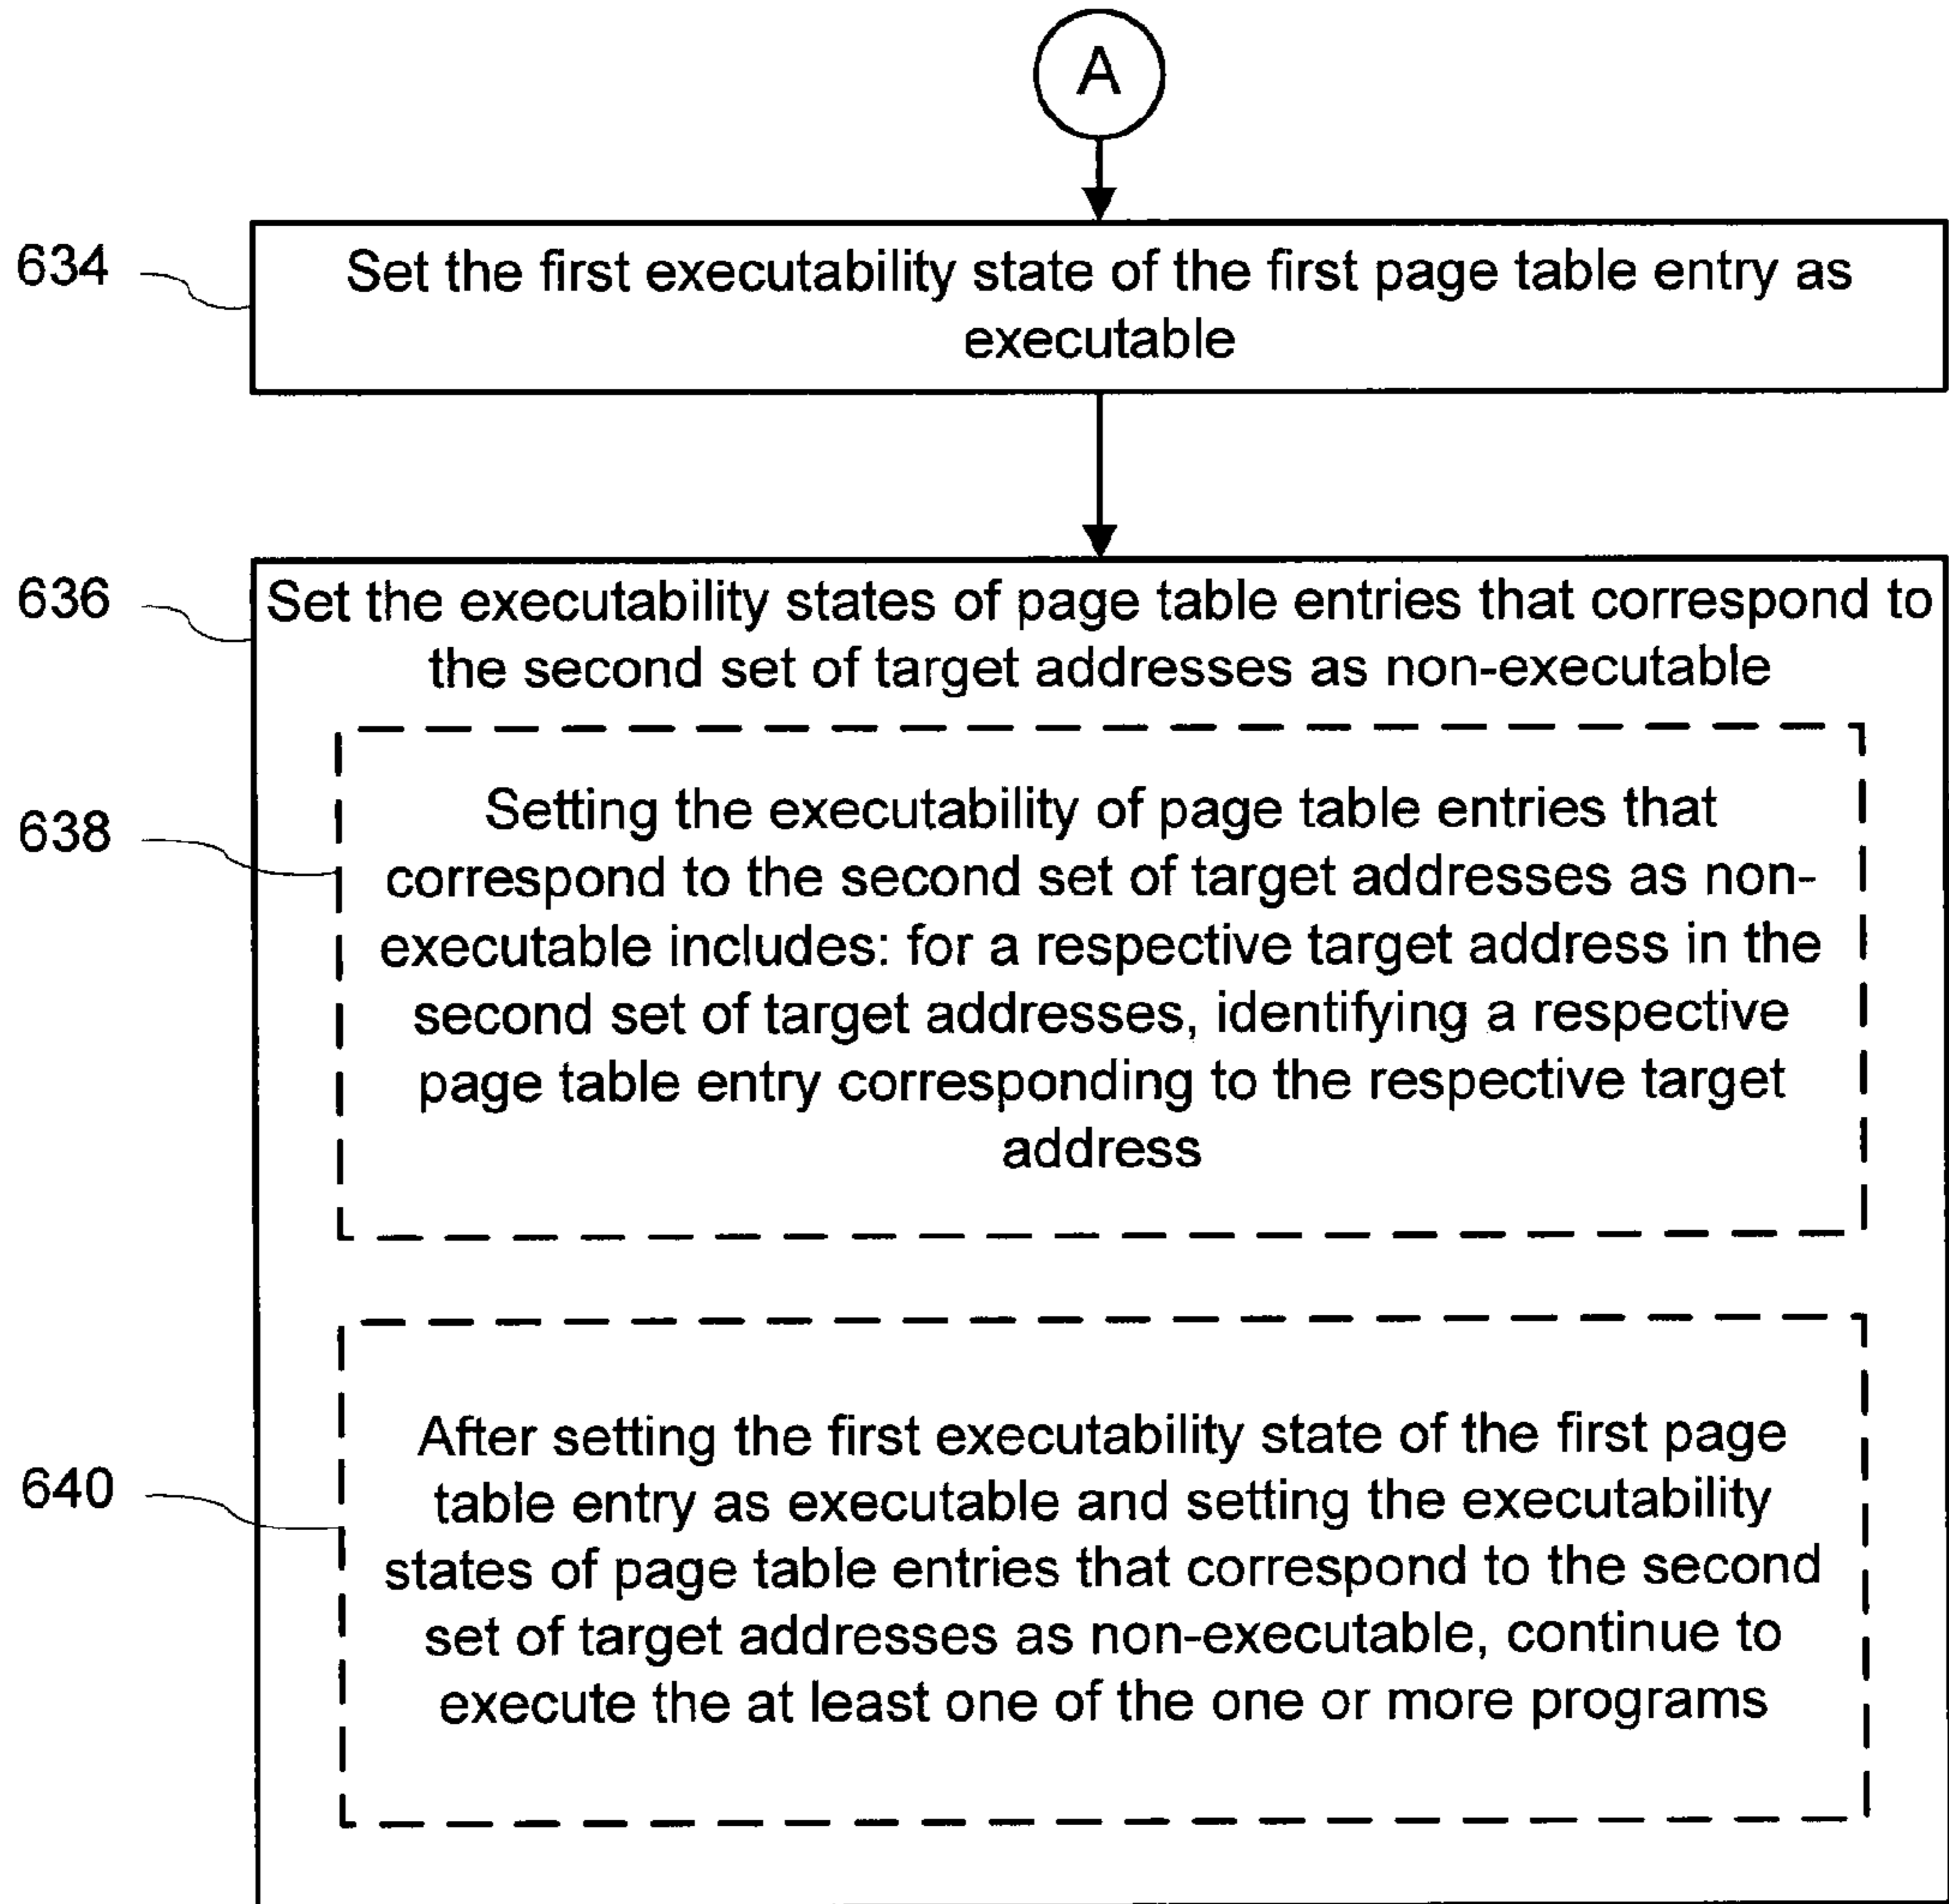 A
634
Set the first executability state of the first page table entry as
executable
636
Set the executability states of page table entries that correspond to
the second set of target addresses as non-executable
638
Setting the executability of page table entries that
correspond to the second set of target addresses as non-
executable includes: for a respective target address in the
second set of target addresses, identifying a respective
page table entry corresponding to the respective target
address
640
After setting the first executability state of the first page
table entry as executable and setting the executability
states of page table entries that correspond to the second
set of target addresses as non-executable, continue to
execute the at least one of the one or more programs